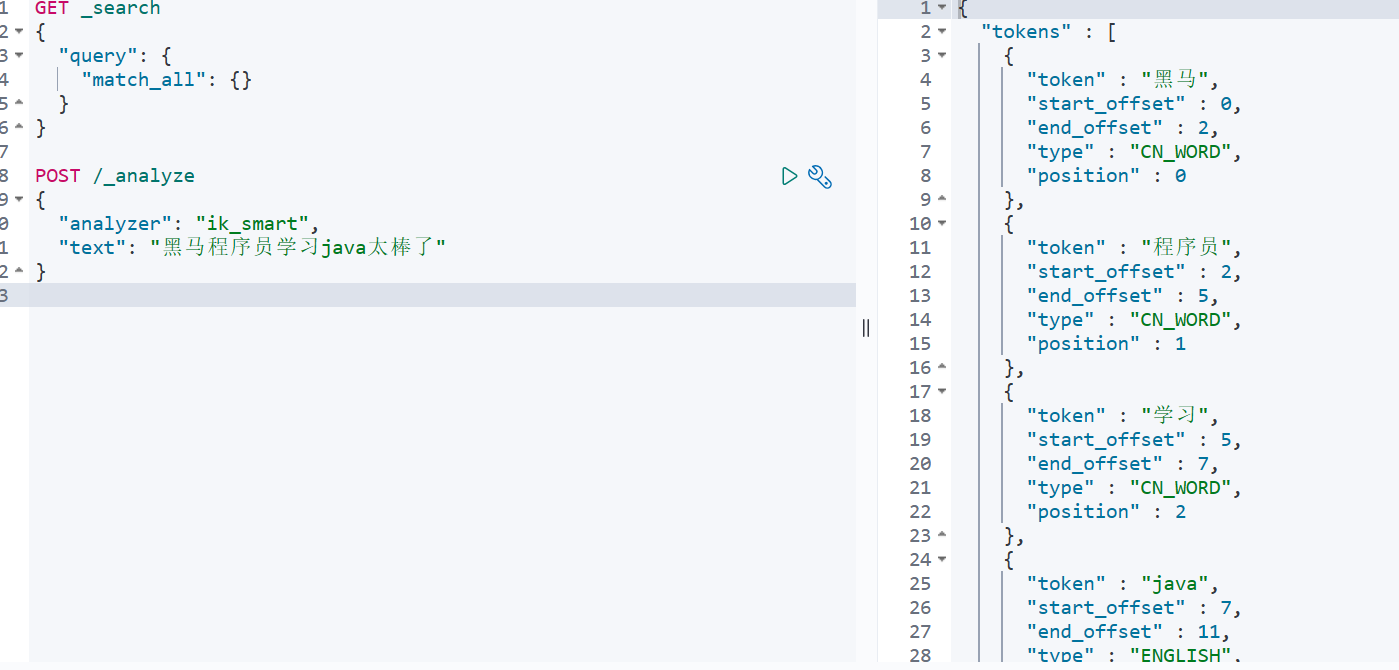 1 GET _search
2 {
3 "query": {
4 "match_all": {}
5 }
6 }
7
8 POST /_analyze
9 {
0 "analyzer": "ik_smart",
1 "text": "黑马程序员学习java太棒了"
2 }
3
1 {
2 "tokens" : [
3 {
4 "token" : "黑马",
5 "start_offset" : 0,
6 "end_offset" : 2,
7 "type" : "CN_WORD",
8 "position" : 0
9 },
10 {
11 "token" : "程序员",
12 "start_offset" : 2,
13 "end_offset" : 5,
14 "type" : "CN_WORD",
15 "position" : 1
16 },
17 {
18 "token" : "学习",
19 "start_offset" : 5,
20 "end_offset" : 7,
21 "type" : "CN_WORD",
22 "position" : 2
23 },
24 {
25 "token" : "java",
26 "start_offset" : 7,
27 "end_offset" : 11,
28 "type" : "ENGLISH",